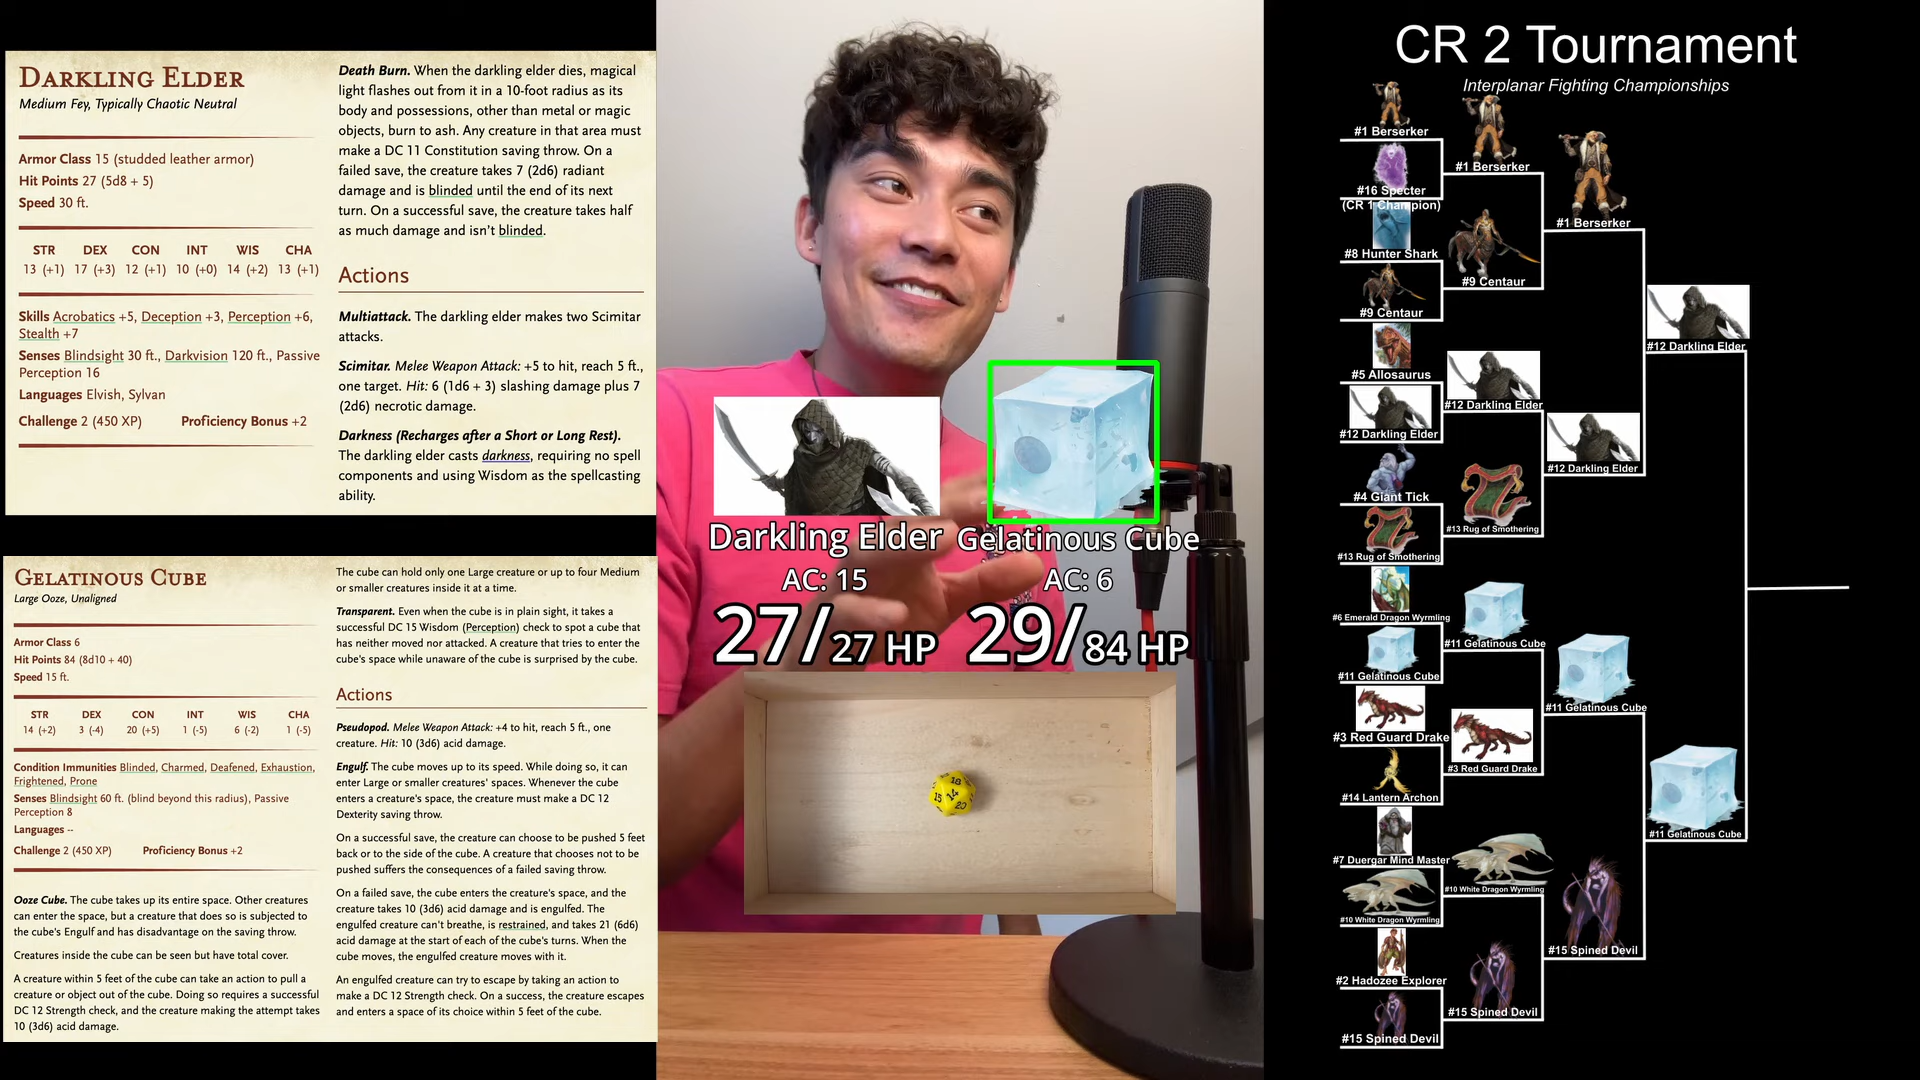 DARKLING ELDER
Medium Fey, Typically Chaotic Neutral
Armor Class 15 (studded leather armor)
Hit Points 27 (5d8 + 5)
Speed 30 ft.
STR DEX CON INT WIS CHA
13 (+1) 17 (+3) 12 (+1) 10 (+0) 14 (+2) 13 (+1)
Skills Acrobatics +5, Deception +3, Perception +6,
Stealth +7
Senses Blindsight 30 ft., Darkvision 120 ft., Passive
Perception 16
Languages Elvish, Sylvan
Challenge 2 (450 XP) Proficiency Bonus +2
Death Burn. When the darkling elder dies, magical
light flashes out from it in a 10-foot radius as its
body and possessions, other than metal or magic
objects, burn to ash. Any creature in that area must
make a DC 11 Constitution saving throw. On a
failed save, the creature takes 7 (2d6) radiant
damage and is blinded until the end of its next
turn. On a successful save, the creature takes half
as much damage and isn't blinded.
Actions
Multiattack. The darkling elder makes two Scimitar
attacks.
Scimitar. Melee Weapon Attack: +5 to hit, reach 5 ft.,
one target. Hit: 6 (1d6 + 3) slashing damage plus 7
(2d6) necrotic damage.
Darkness (Recharges after a Short or Long Rest).
The darkling elder casts darkness, requiring no spell
components and using Wisdom as the spellcasting
ability.
GELATINOUS CUBE
Large Ooze, Unaligned
Armor Class 6
Hit Points 84 (8d10 + 40)
Speed 15 ft.
STR DEX CON INT WIS CHA
14 (+2) 3 (-4) 20 (+5) 1 (-5) 6 (-2) 1 (-5)
Condition Immunities Blinded, Charmed, Deafened, Exhaustion,
Frightened, Prone
Senses Blindsight 60 ft. (blind beyond this radius), Passive
Perception 8
Languages --
Challenge 2 (450 XP) Proficiency Bonus +2
Ooze Cube. The cube takes up its entire space. Other creatures
can enter the space, but a creature that does so is subjected to
the cube's Engulf and has disadvantage on the saving throw.
Creatures inside the cube can be seen but have total cover.
A creature within 5 feet of the cube can take an action to pull a
creature or object out of the cube. Doing so requires a successful
DC 12 Strength check, and the creature making the attempt takes
10 (3d6) acid damage.
The cube can hold only one Large creature or up to four Medium
or smaller creatures inside it at a time.
Transparent. Even when the cube is in plain sight, it takes a
successful DC 15 Wisdom (Perception) check to spot a cube that
has neither moved nor attacked. A creature that tries to enter the
cube's space while unaware of the cube is surprised by the cube.
Actions
Pseudopod. Melee Weapon Attack: +4 to hit, reach 5 ft., one
creature. Hit: 10 (3d6) acid damage.
Engulf. The cube moves up to its speed. While doing so, it can
enter Large or smaller creatures' spaces. Whenever the cube
enters a creature's space, the creature must make a DC 12
Dexterity saving throw.
On a successful save, the creature can choose to be pushed 5 feet
back or to the side of the cube. A creature that chooses not to be
pushed suffers the consequences of a failed saving throw.
On a failed save, the cube enters the creature's space, and the
creature takes 10 (3d6) acid damage and is engulfed. The
engulfed creature can't breathe, is restrained, and takes 21 (6d6)
acid damage at the start of each of the cube's turns. When the
cube moves, the engulfed creature moves with it.
An engulfed creature can try to escape by taking an action to
make a DC 12 Strength check. On a success, the creature escapes
and enters a space of its choice within 5 feet of the cube.
Darkling Elder
AC: 15
27/27 HP
Gelatinous Cube
AC: 6
29/84 HP
18
15 14
20
CR 2 Tournament
Interplanar Fighting Championships
#1 Berserker
#16 Specter
(CR 1 Champion)
#8 Hunter Shark
#9 Centaur
#5 Allosaurus
#12 Darkling Elder
#4 Giant Tick
#13 Rug of Smothering
#6 Emerald Dragon Wyrmling
#11 Gelatinous Cube
#3 Red Guard Drake
#14 Lantern Archon
#7 Duergar Mind Master
#10 White Dragon Wyrmling
#2 Hadozee Explorer
#15 Spined Devil
#1 Berserker
#9 Centaur
#12 Darkling Elder
#13 Rug of Smothering
#11 Gelatinous Cube
#3 Red Guard Drake
#10 White Dragon Wyrmling
#15 Spined Devil
#1 Berserker
#12 Darkling Elder
#11 Gelatinous Cube
#15 Spined Devil
#12 Darkling Elder
#11 Gelatinous Cube